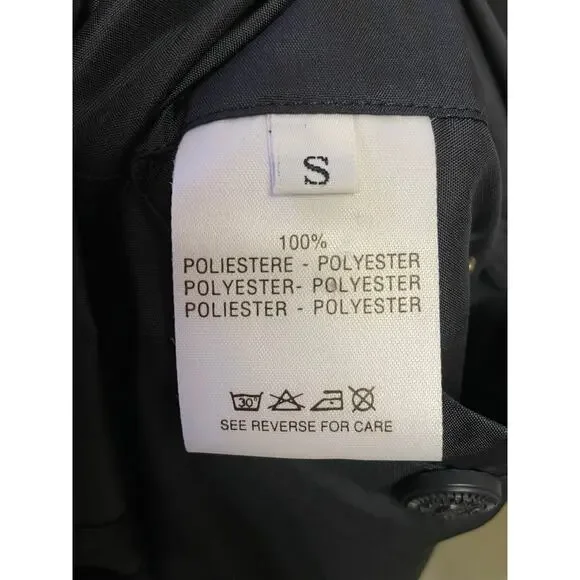 S
100%
POLIESTERE - POLYESTER
POLYESTER- POLYESTER
POLIESTER - POLYESTER
30°
SEE REVERSE FOR CARE